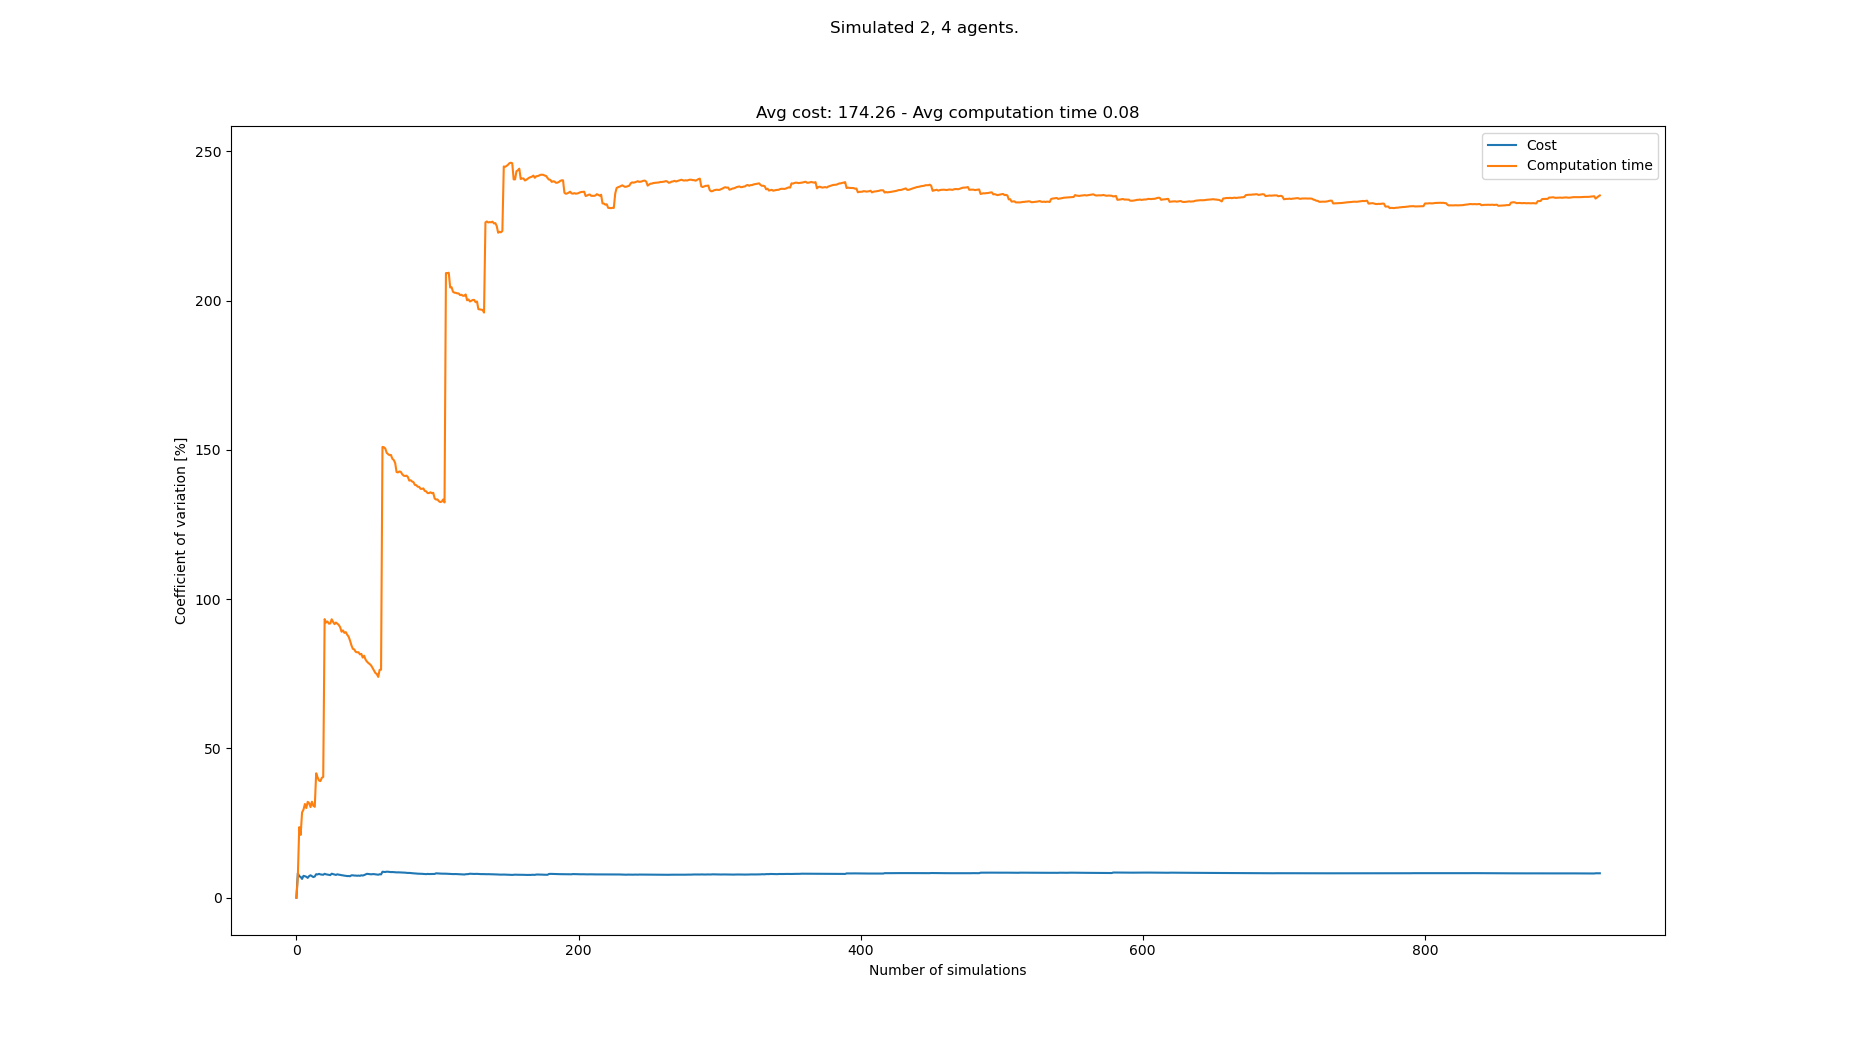 Simulated 2, 4 agents.
Avg cost: 174.26 - Avg computation time 0.08
Cost
Computation time
250
200
150
100
50
0
Coefficient of variation [%]
0 200 400 600 800
Number of simulations